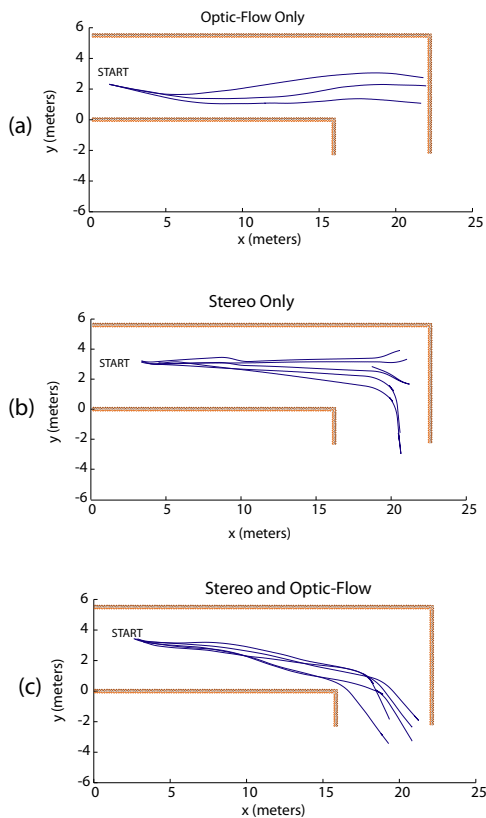 Optic-Flow Only
6
4
2
0
-2
-4
-6
y (meters)
START
(a)
0
5
10
15
20
25
x (meters)
Stereo Only
6
4
2
0
-2
-4
-6
y (meters)
START
(b)
0
5
10
15
20
25
x (meters)
Stereo and Optic-Flow
6
4
2
0
-2
-4
-6
y (meters)
START
(c)
0
5
10
15
20
25
x (meters)